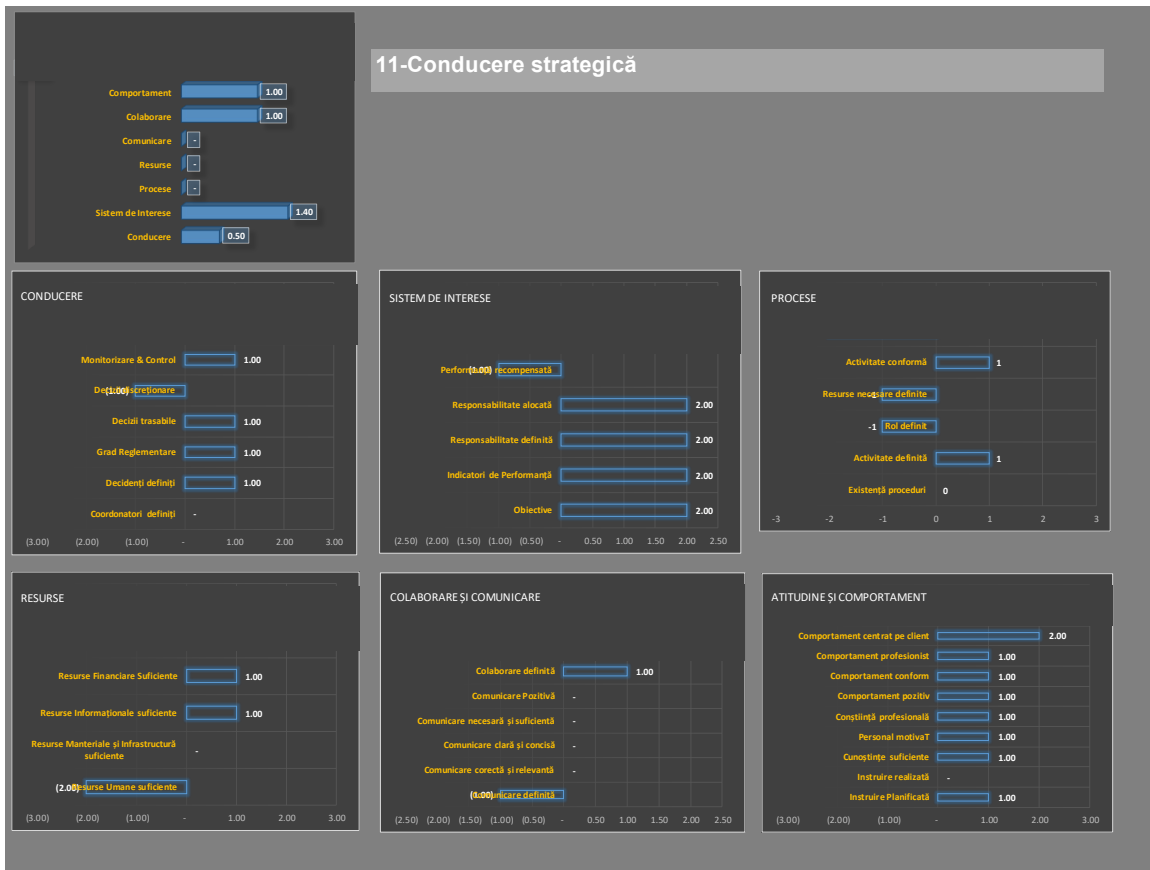 11-Conducere strategică
Comportament 1.00
Colaborare 1.00
Comunicare -
Resurse -
Procese -
Sistem de Interese 1.40
Conducere 0.50
CONDUCERE
Monitorizare & Control 1.00
(1.00)
Decizii trasabile 1.00
Grad Reglementare 1.00
Decidenți definiți 1.00
Coordonatori definiți -
(3.00) (2.00) (1.00) - 1.00 2.00 3.00
SISTEM DE INTERESE
(1.00) recompensată
Responsabilitate alocată 2.00
Responsabilitate definită 2.00
Indicatori de Performanță 2.00
Obiective 2.00
(2.50) (2.00) (1.50) (1.00) (0.50) - 0.50 1.00 1.50 2.00 2.50
PROCESE
Activitate conformă 1
Resurse necesare definite -1
Rol definit -1
Activitate definită 1
Existență proceduri 0
-3 -2 -1 0 1 2 3
RESURSE
Resurse Financiare Suficiente 1.00
Resurse Informaționale suficiente 1.00
Resurse Manteriale și Infrastructură
suficiente -
Resurse Umane suficiente (2.00)
(3.00) (2.00) (1.00) - 1.00 2.00 3.00
COLABORARE ȘI COMUNICARE
Colaborare definită 1.00
Comunicare Pozitivă -
Comunicare necesară și suficientă -
Comunicare clară și concisă -
Comunicare corectă și relevantă -
Comunicare definită (1.00)
(2.50) (2.00) (1.50) (1.00) (0.50) - 0.50 1.00 1.50 2.00 2.50
ATITUDINE ȘI COMPORTAMENT
Comportament centrat pe client 2.00
Comportament profesionist 1.00
Comportament conform 1.00
Comportament pozitiv 1.00
Conștiință profesională 1.00
Personal motivaT 1.00
Cunoștințe suficiente 1.00
Instruire realizată -
Instruire Planificată 1.00
(3.00) (2.00) (1.00) - 1.00 2.00 3.00